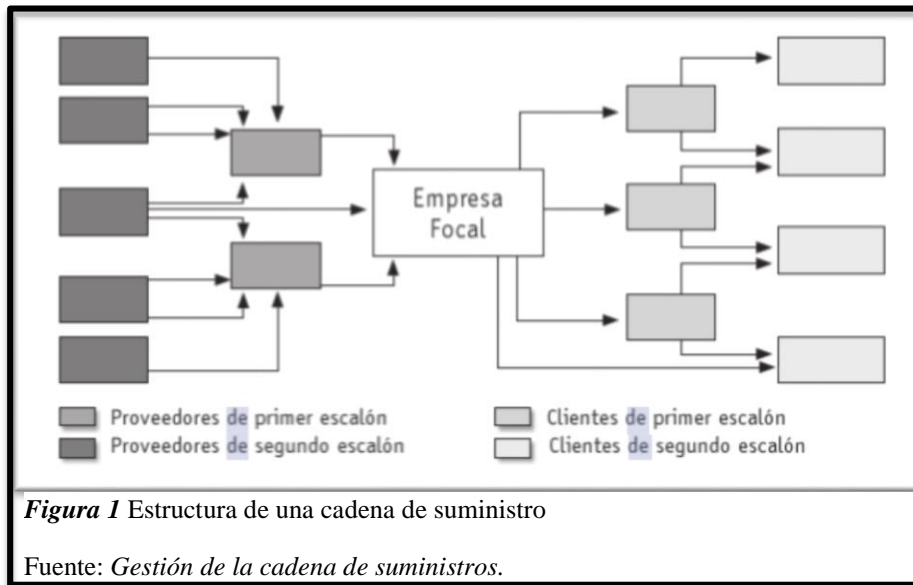 Empresa
Focal
Proveedores de primer escalón
Proveedores de segundo escalón
Clientes de primer escalón
Clientes de segundo escalón
Figura 1 Estructura de una cadena de suministro
Fuente: Gestión de la cadena de suministros.